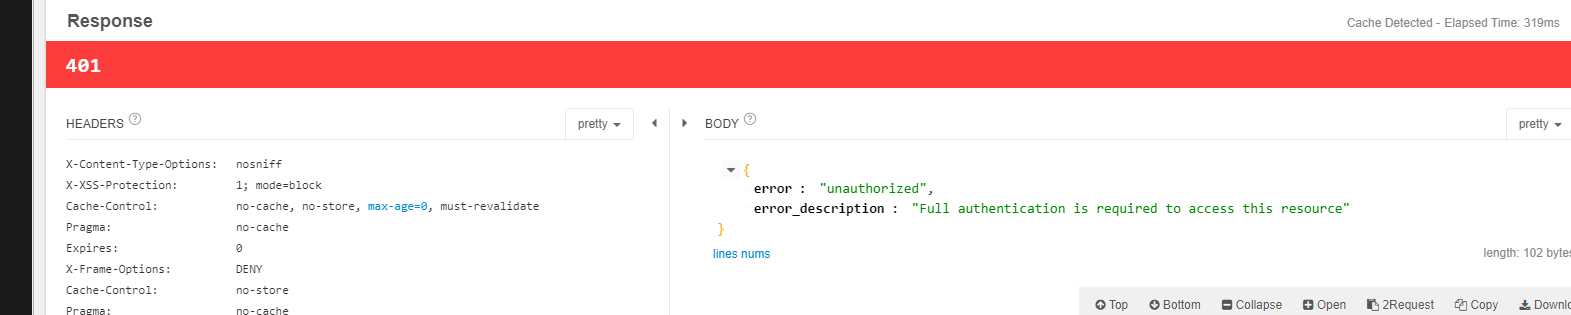 Response
Cache Detected - Elapsed Time: 319ms
401
HEADERS ?
pretty
BODY ?
pretty
X-Content-Type-Options: nosniff
X-XSS-Protection: 1; mode=block
Cache-Control: no-cache, no-store, max-age=0, must-revalidate
Pragma: no-cache
Expires: 0
X-Frame-Options: DENY
Cache-Control: no-store
Pragma: no-cache
{
error : "unauthorized",
error_description : "Full authentication is required to access this resource"
}
lines nums
length: 102 bytes
Top Bottom Collapse Open 2Request Copy Downlo